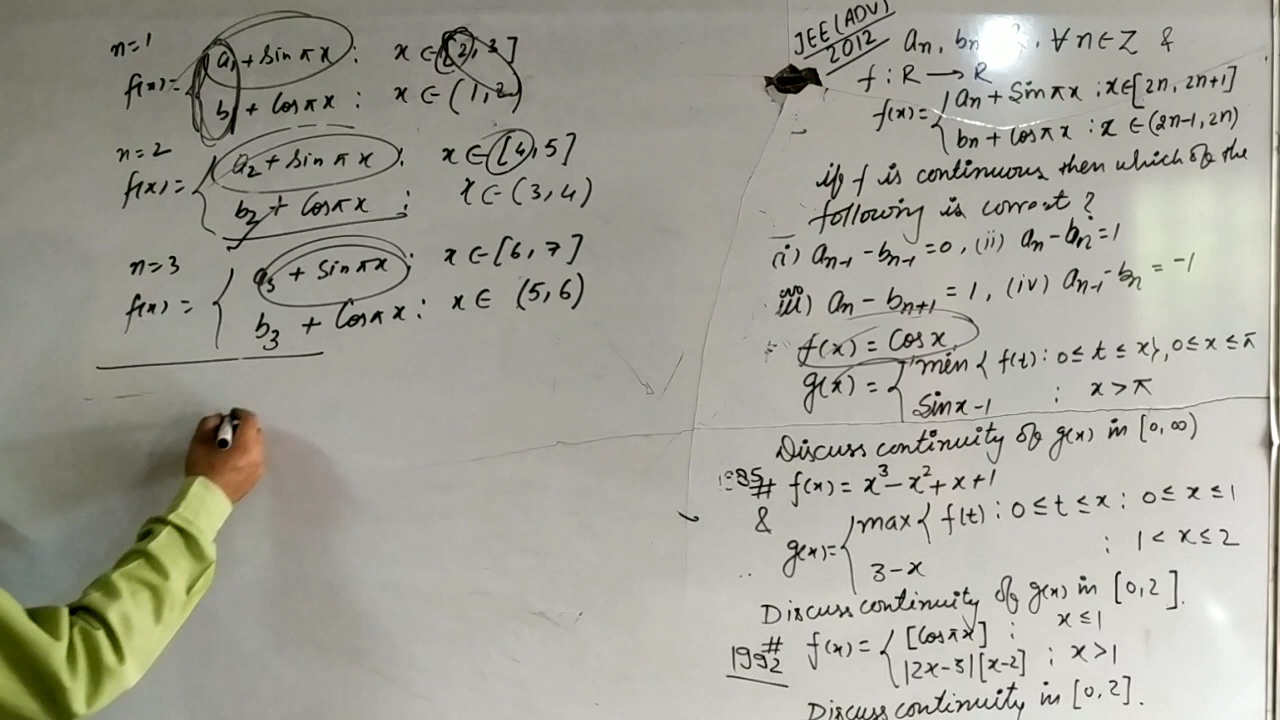 n=1
f(x) = { a₁ + sin πx : x ∈ [2, 3]
b + cos πx : x ∈ (1, 2)
n=2
f(x) = { a₂ + sin πx : x ∈ [4, 5]
b₂ + cos πx : x ∈ (3, 4)
n=3
f(x) = { a₃ + sin πx : x ∈ [6, 7]
b₃ + cos πx : x ∈ (5, 6)
JEE (ADV)
2012
aₙ, bₙ , ∀ n ∈ Z &
f : R → R
f(x) = { aₙ + sin πx ; x ∈ [2n, 2n+1]
bₙ + cos πx : x ∈ (2n-1, 2n)
if f is continuous then which of the
following is correct ?
(i) aₙ₋₁ - bₙ₋₁ = 0, (ii) aₙ - bₙ = 1
iii) aₙ - bₙ₊₁ = 1, (iv) aₙ₋₁ - bₙ = -1
f(x) = cos x
g(x) = { min { f(t) : 0 ≤ t ≤ x}, 0 ≤ x ≤ π
sin x - 1 : x > π
Discuss continuity of g(x) in [0, ∞)
1985 # f(x) = x³ - x² + x + 1
&
g(x) = { max { f(t) : 0 ≤ t ≤ x ; 0 ≤ x ≤ 1
3 - x : 1 < x ≤ 2
Discuss continuity of g(x) in [0, 2].
#
1992 f(x) = { [cos πx] : x ≤ 1
|2x-3| [x-2] ; x > 1
Discuss continuity in [0, 2].